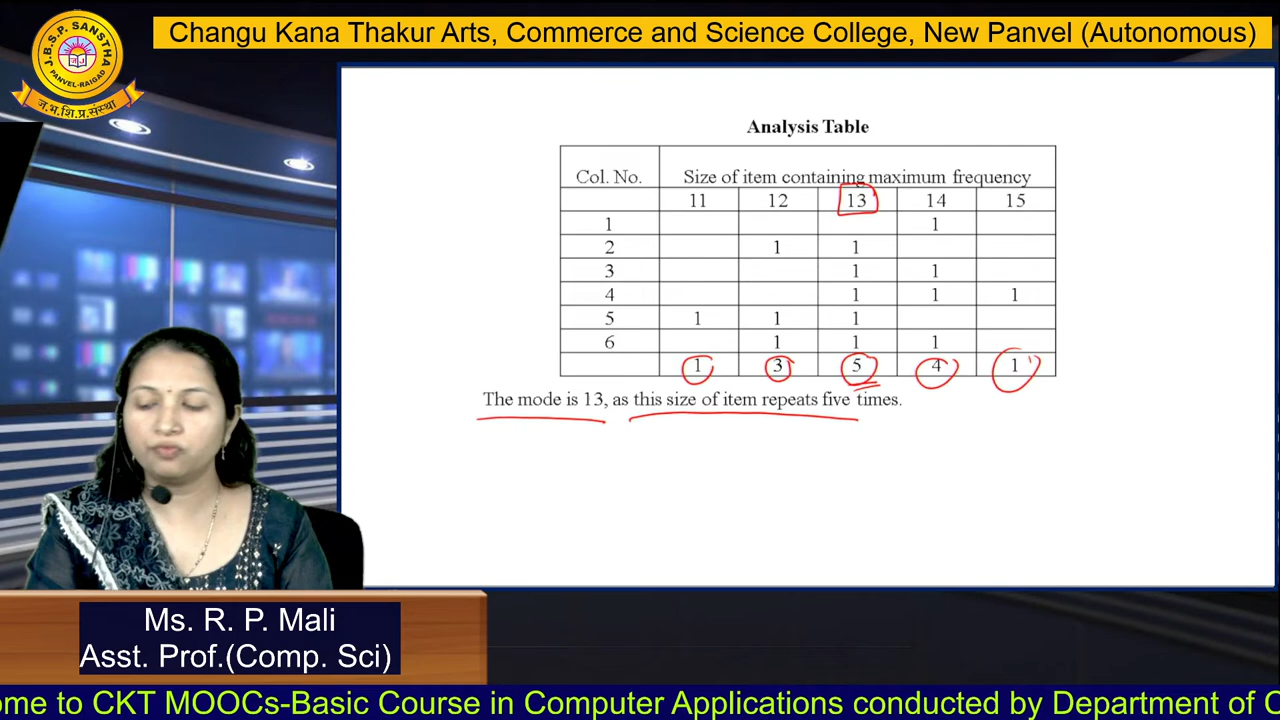 Changu Kana Thakur Arts, Commerce and Science College, New Panvel (Autonomous)
J.B.S.P. SANSTHA
PANVEL-RAIGAD
ज.भ.शि.प्र.संस्था
Analysis Table
Col. No. Size of item containing maximum frequency
11 12 13 14 15
1 1
2 1 1
3 1 1
4 1 1 1
5 1 1 1
6 1 1 1
1 3 5 4 1
The mode is 13, as this size of item repeats five times.
Ms. R. P. Mali
Asst. Prof.(Comp. Sci)
ome to CKT MOOCs-Basic Course in Computer Applications conducted by Department of C